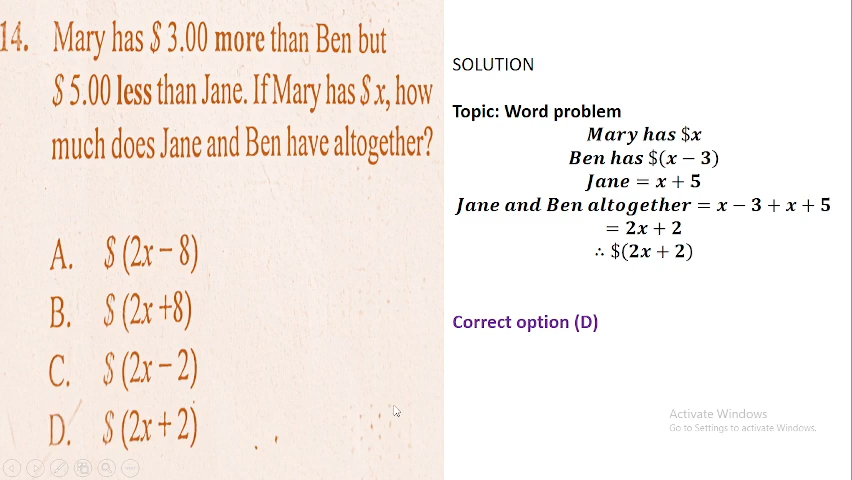 14. Mary has $ 3.00 more than Ben but
$ 5.00 less than Jane. If Mary has $ x, how
much does Jane and Ben have altogether?
A. $ (2x − 8)
B. $ (2x +8)
C. $ (2x − 2)
D. $ (2x + 2)
SOLUTION
Topic: Word problem
Mary has $x
Ben has $(x − 3)
Jane = x + 5
Jane and Ben altogether = x − 3 + x + 5
= 2x + 2
∴ $(2x + 2)
Correct option (D)
Activate Windows
Go to Settings to activate Windows.